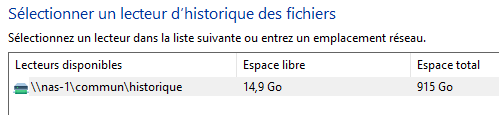 Sélectionner un lecteur d’historique des fichiers
Sélectionnez un lecteur dans la liste suivante ou entrez un emplacement réseau.
Lecteurs disponibles Espace libre Espace total
\\nas-1\commun\historique 14,9 Go 915 Go